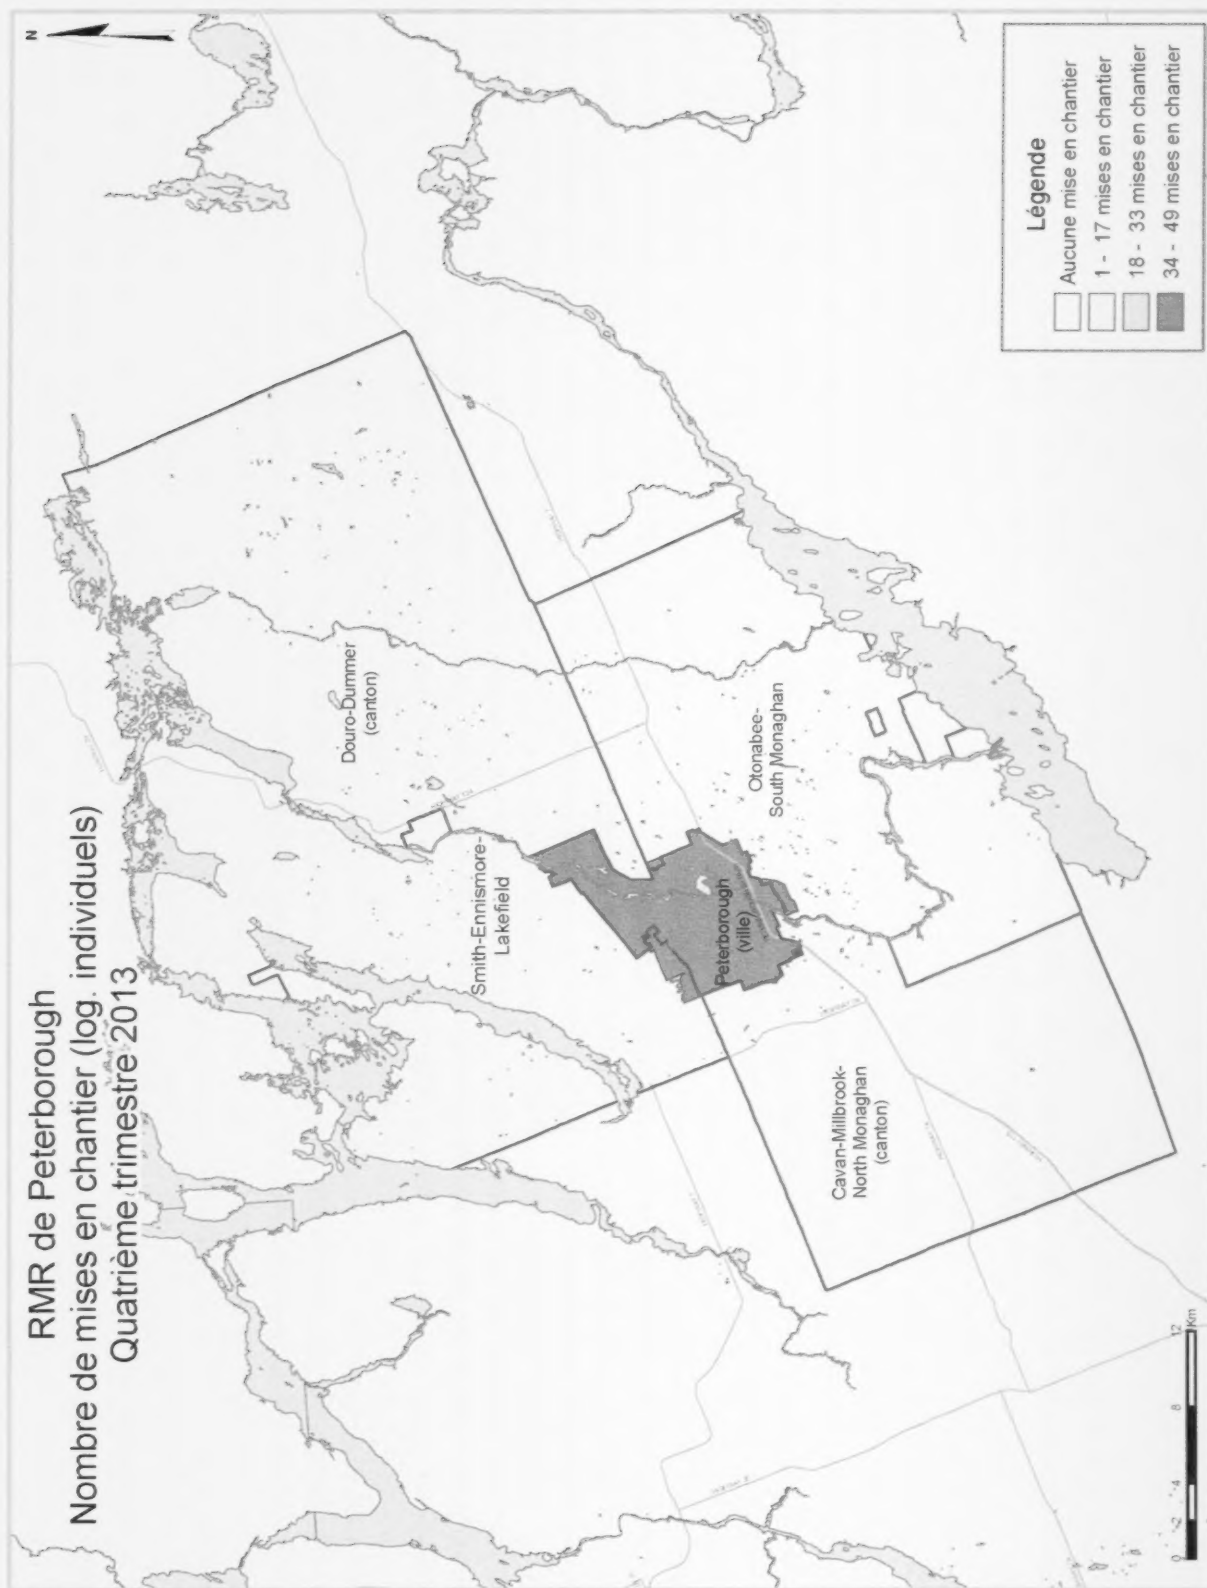 RMR de Peterborough
Nombre de mises en chantier (log. individuels)
Quatrième trimestre 2013
N
Douro-Dummer
(canton)
Smith-Ennismore-
Lakefield
Peterborough
(ville)
Otonabee-
South Monaghan
Cavan-Millbrook-
North Monaghan
(canton)
Légende
Aucune mise en chantier
1 - 17 mises en chantier
18 - 33 mises en chantier
34 - 49 mises en chantier
0 2 4 8 12
Km